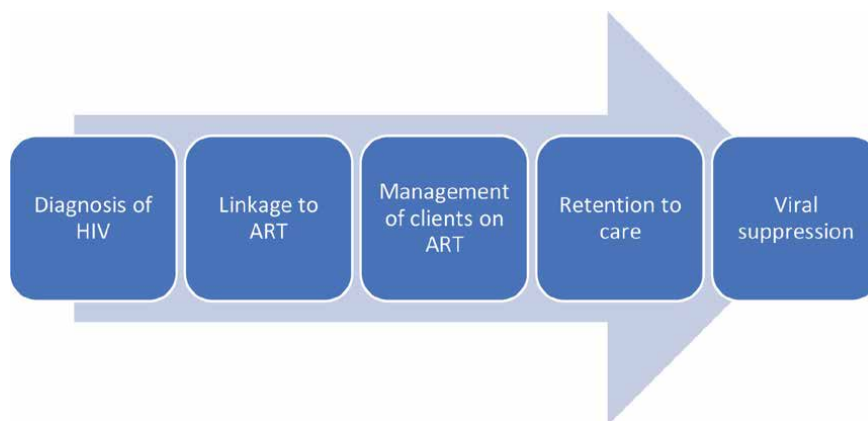 Diagnosis of
HIV
Linkage to
ART
Management
of clients on
ART
Retention to
care
Viral
suppression